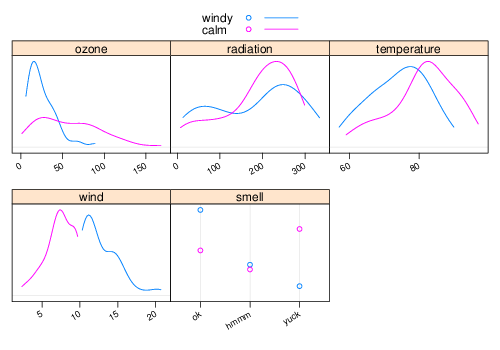 windy
calm
ozone radiation temperature
0 50 100 150 0 100 200 300 60 80
wind smell
5 10 15 20 ok hmmm yuck